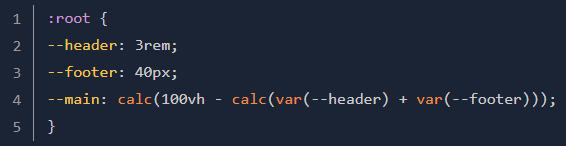 1 :root {
2 --header: 3rem;
3 --footer: 40px;
4 --main: calc(100vh - calc(var(--header) + var(--footer)));
5 }